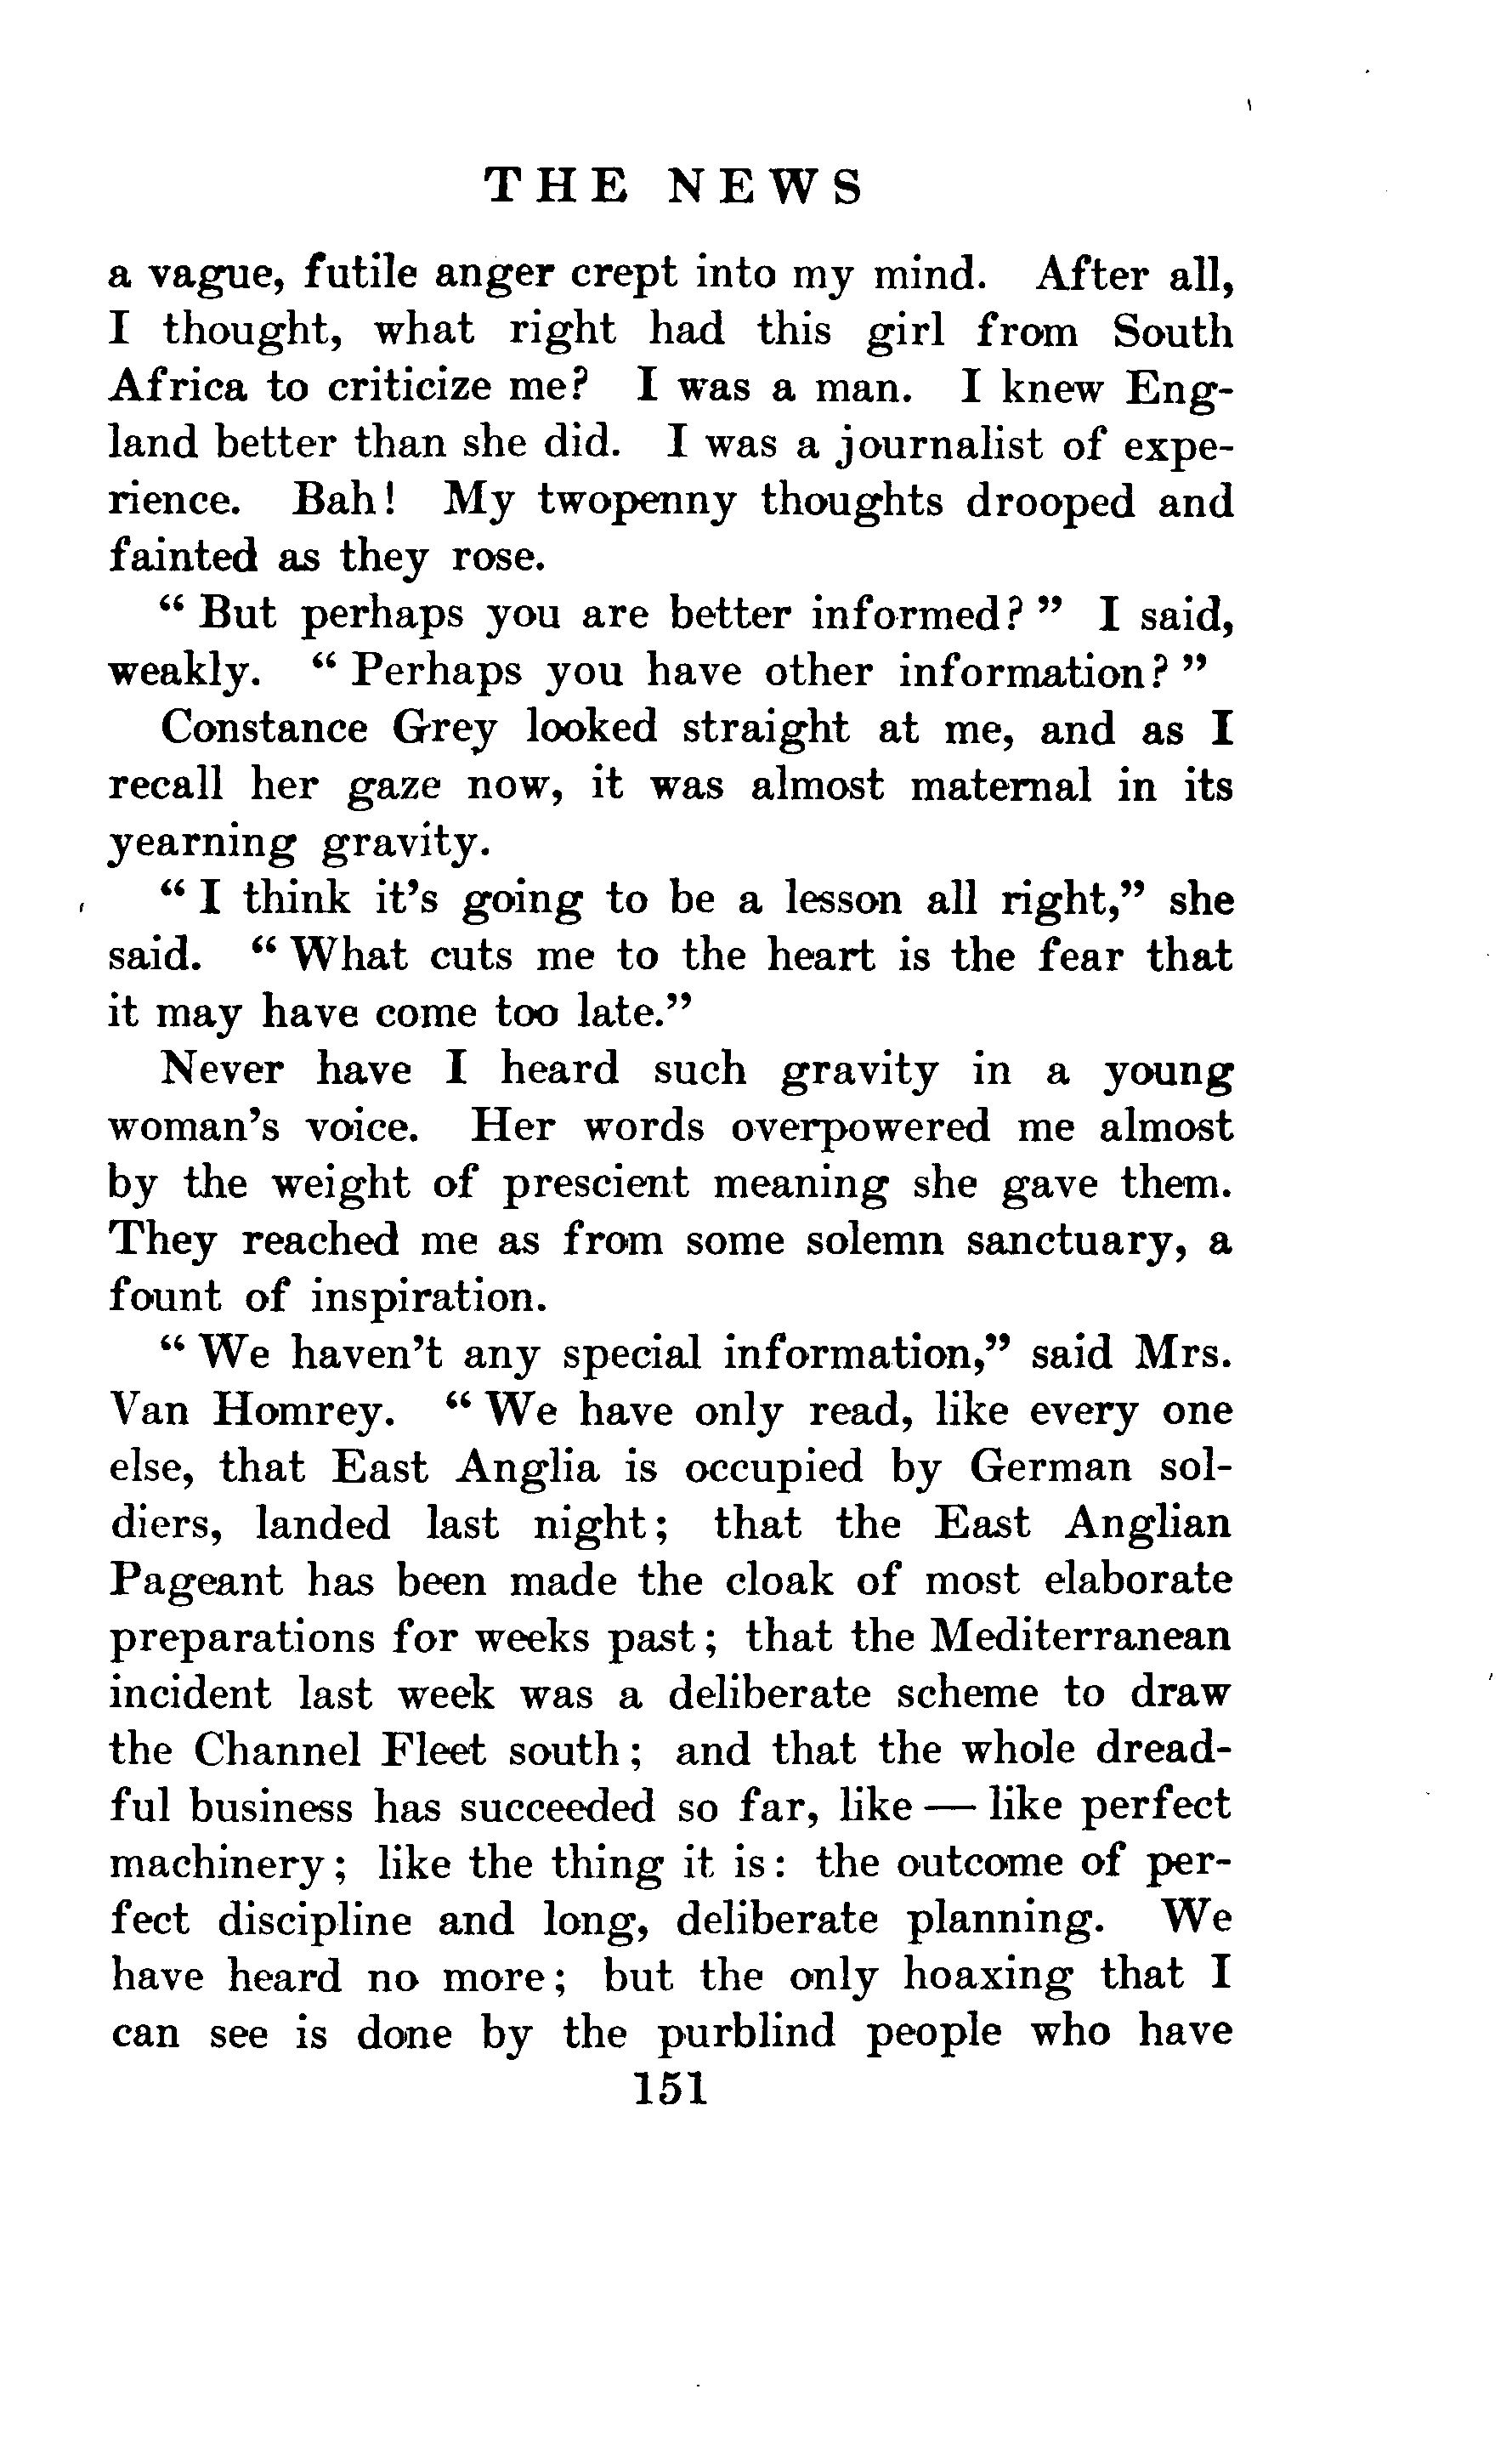 THE NEWS
a vague, futile anger crept into my mind. After all,
I thought, what right had this girl from South
Africa to criticize me? I was a man. I knew Eng-
land better than she did. I was a journalist of expe-
rience. Bah! My twopenny thoughts drooped and
fainted as they rose.
“ But perhaps you are better informed? ” I said,
weakly. “ Perhaps you have other information? ”
Constance Grey looked straight at me, and as I
recall her gaze now, it was almost maternal in its
yearning gravity.
“ I think it’s going to be a lesson all right,” she
said. “ What cuts me to the heart is the fear that
it may have come too late.”
Never have I heard such gravity in a young
woman’s voice. Her words overpowered me almost
by the weight of prescient meaning she gave them.
They reached me as from some solemn sanctuary, a
fount of inspiration.
“ We haven’t any special information,” said Mrs.
Van Homrey. “ We have only read, like every one
else, that East Anglia is occupied by German sol-
diers, landed last night; that the East Anglian
Pageant has been made the cloak of most elaborate
preparations for weeks past; that the Mediterranean
incident last week was a deliberate scheme to draw
the Channel Fleet south; and that the whole dread-
ful business has succeeded so far, like — like perfect
machinery; like the thing it is: the outcome of per-
fect discipline and long, deliberate planning. We
have heard no more; but the only hoaxing that I
can see is done by the purblind people who have
151